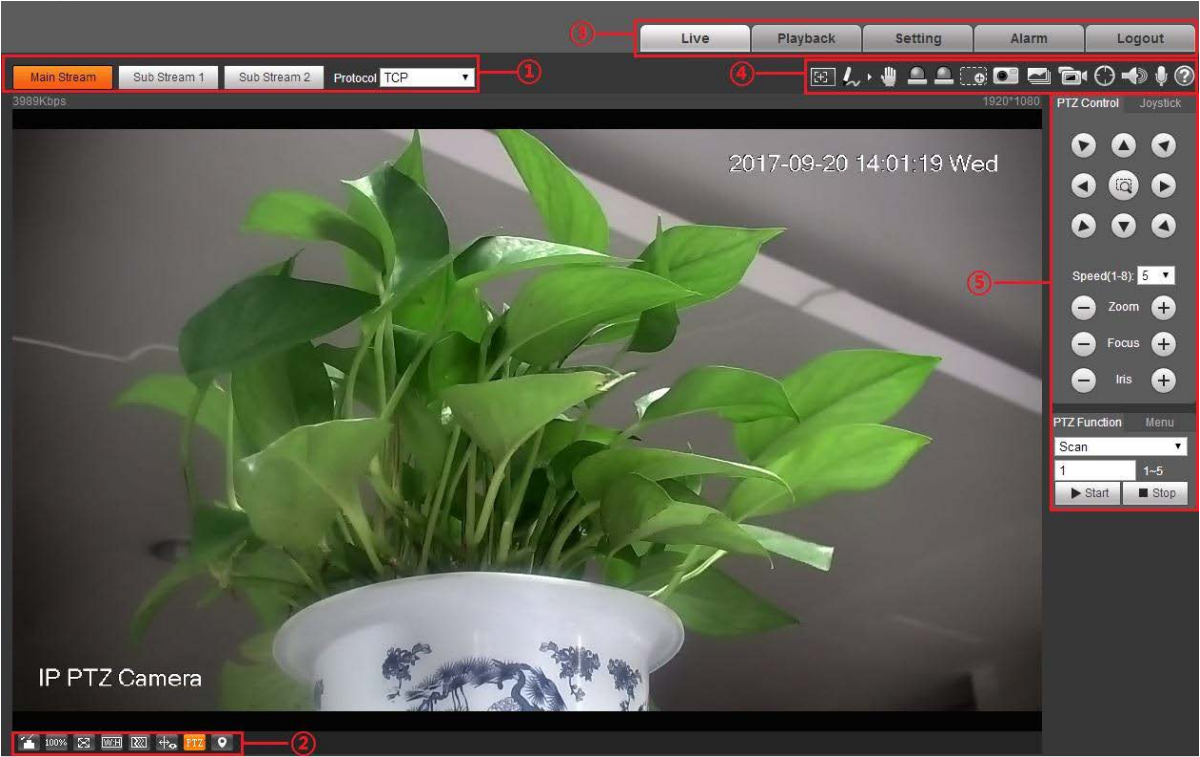 ③
Live Playback Setting Alarm Logout
Main Stream Sub Stream 1 Sub Stream 2 Protocol TCP ①
④
3989Kbps 1920*1080
PTZ Control Joystick
2017-09-20 14:01:19 Wed
⑤
Speed(1-8): 5
Zoom
Focus
Iris
PTZ Function Menu
Scan
1 1~5
Start Stop
IP PTZ Camera
100% W:H PTZ ②